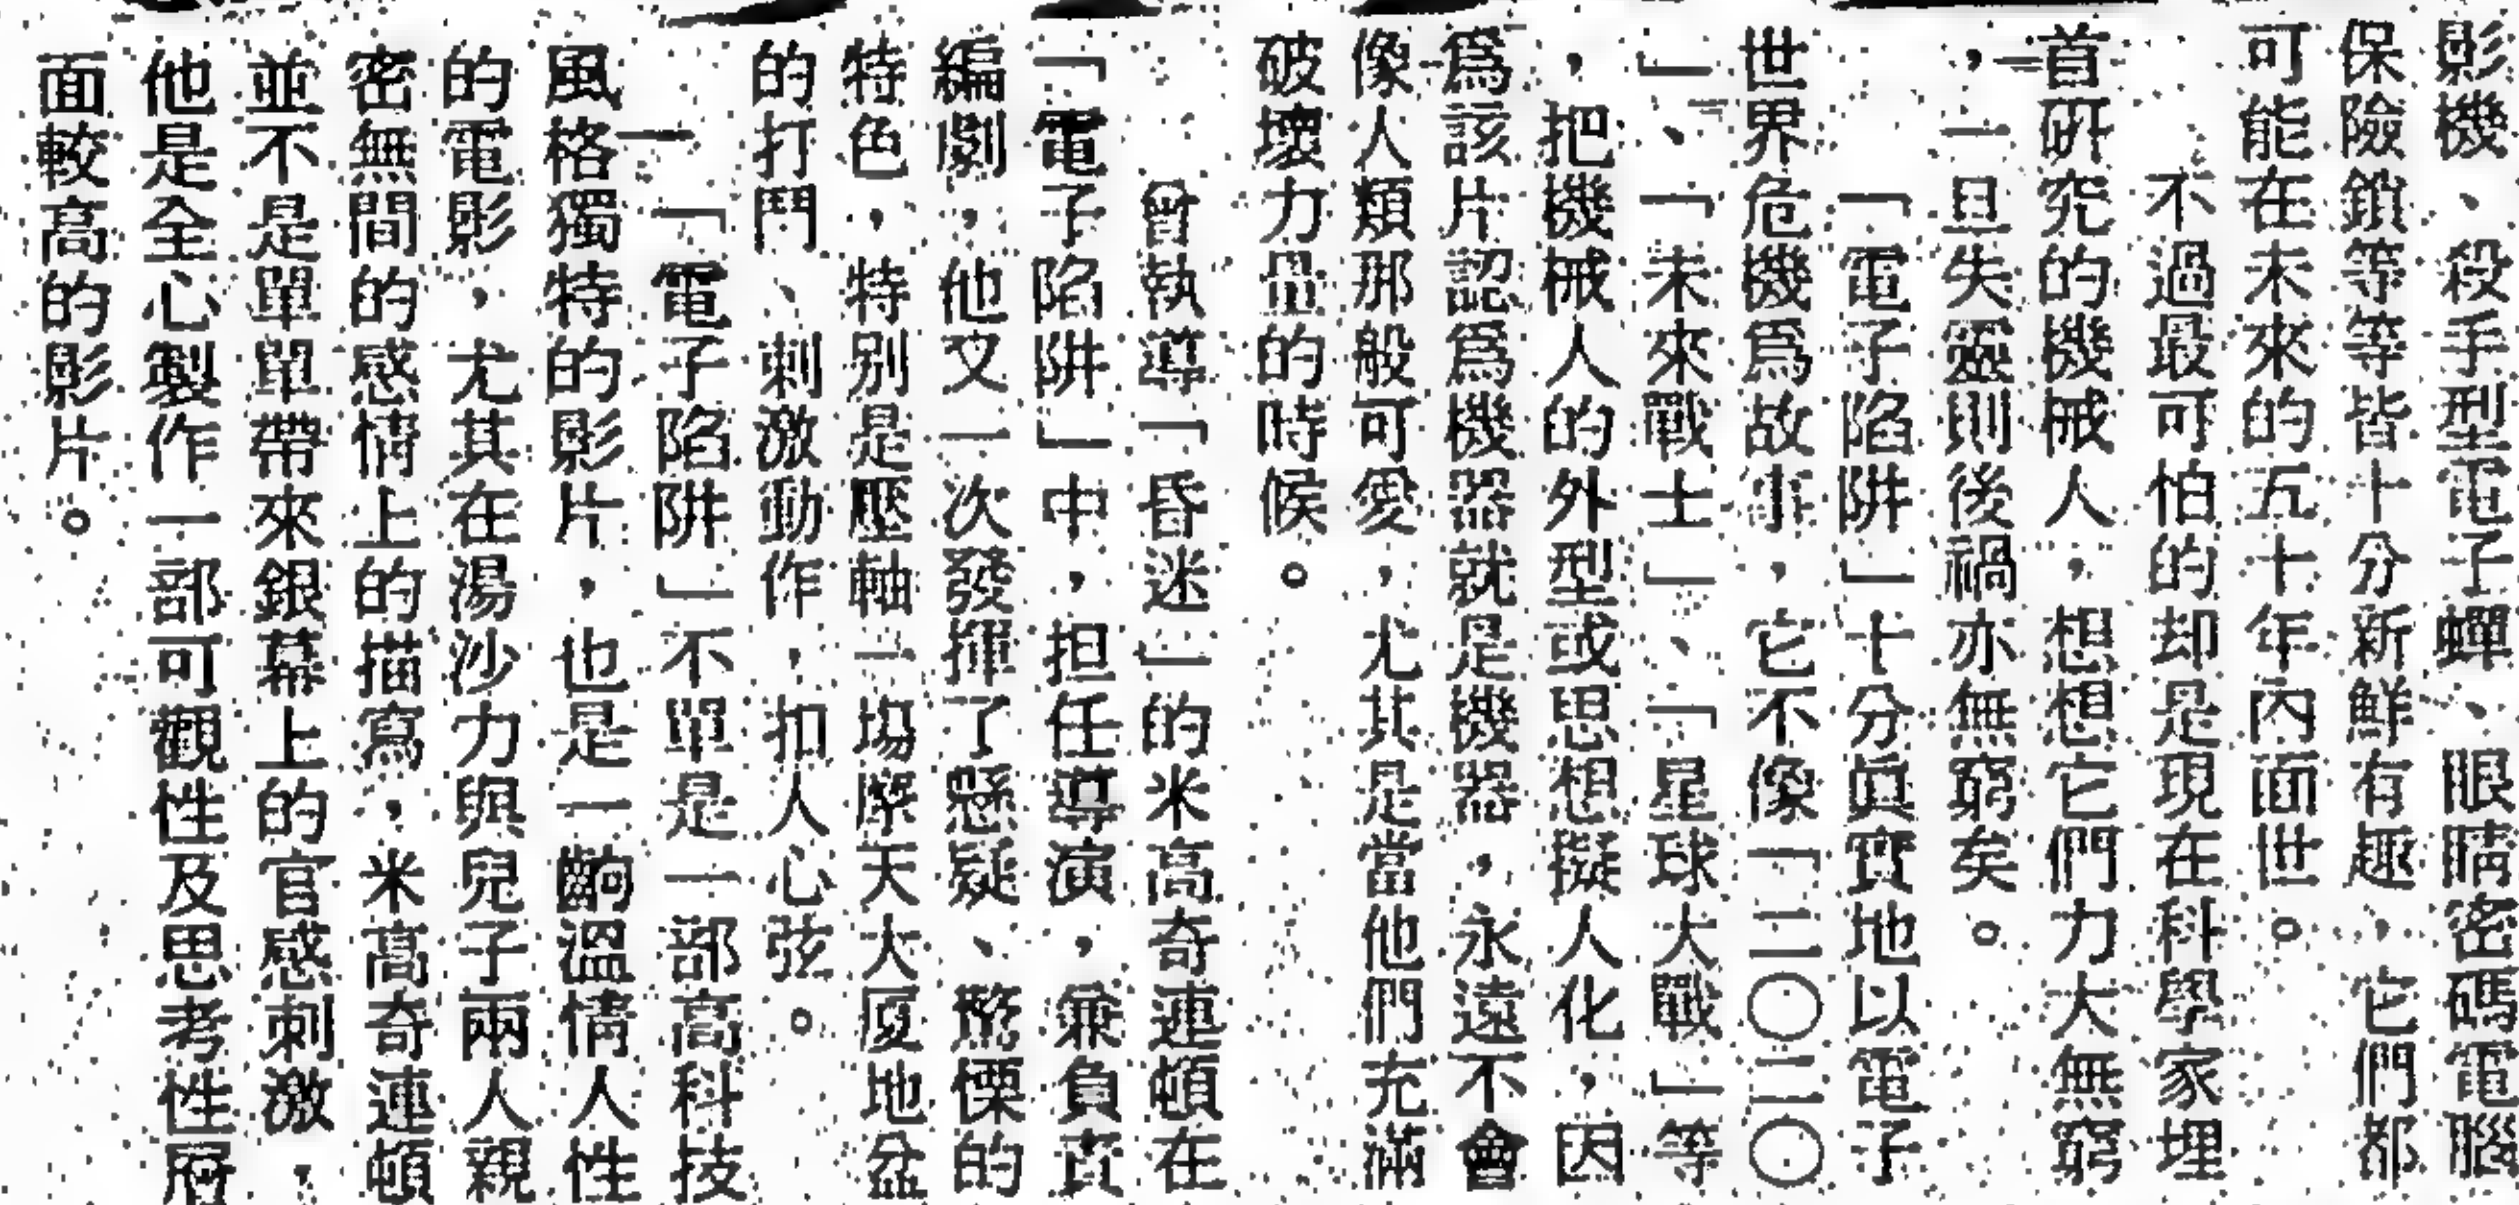 影機、殺手型電子蟬、眼睛密碼電腦
保險鎖等等皆十分新鮮有趣，它們都
可能在未來的五十年內面世。
不過最可怕的却是現在科學家埋
首研究的機械人，想想它們力大無窮
，一旦失靈則後禍亦無窮矣。
「電子陷阱」十分眞實地以電子
世界危機爲故事，它不像「二〇二〇
」、「未來戰士」、「星球大戰」等
，把機械人的外型或思想擬人化，因
爲該片認爲機器就是機器，永遠不會
像人類那般可愛，尤其是當他們充滿
破壞力量的時候。
曾執導「昏迷」的米高奇連頓在
「電子陷阱」中，担任導演，兼負責
編劇，他又一次發揮了懸疑、驚慄的
特色，特別是壓軸一場摩天大厦地盆
的打鬥、刺激動作，扣人心弦。
「電子陷阱」不單是一部高科技
風格獨特的影片，也是一齣溫情人性
的電影，尤其在湯沙力與兒子兩人親
密無間的感情上的描寫，米高奇連頓
並不是單單帶來銀幕上的官感刺激，
他是全心製作一部可觀性及思考性層
面較高的影片。